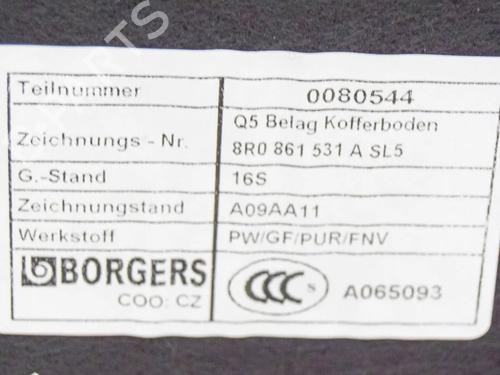 Teilnummer 0080544
Zeichnungs - Nr. Q5 Belag Kofferboden
8R0 861 531 A SL5
G.-Stand 16S
Zeichnungstand A09AA11
Werkstoff PW/GF/PUR/FNV
BORGERS
COO: CZ
CCC S
A065093